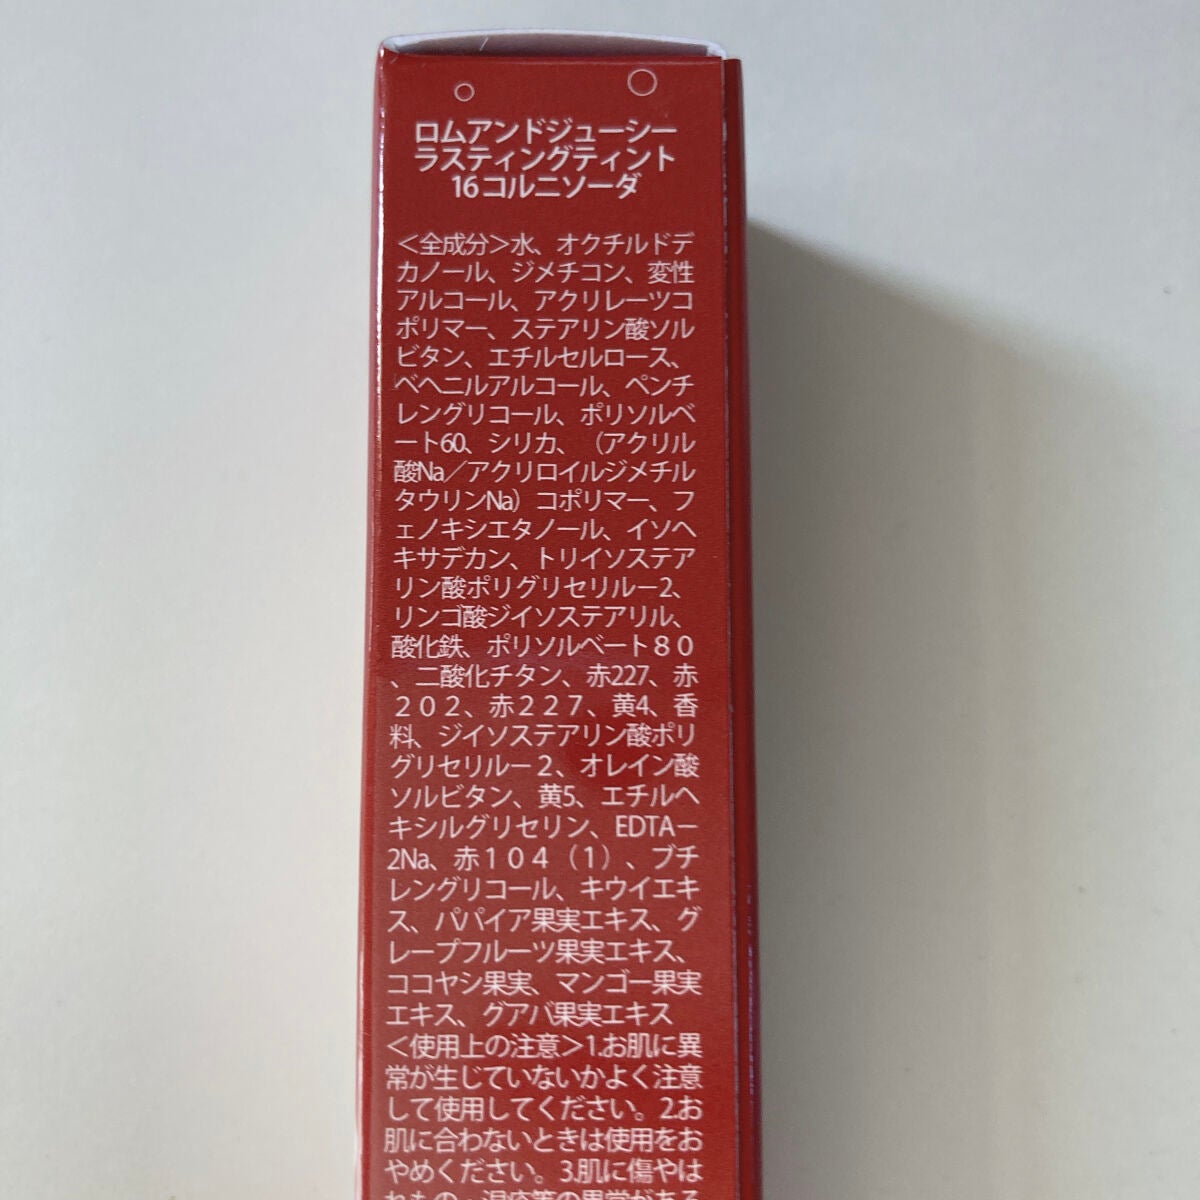 ロムアンドジューシー
ラスティングティント
16コルニソーダ
＜全成分＞水、オクチルドデ
カノール、ジメチコン、変性
アルコール、アクリレーツコ
ポリマー、ステアリン酸ソル
ビタン、エチルセルロース、
ベヘニルアルコール、ペンチ
レングリコール、ポリソルベ
ート60、シリカ、（アクリル
酸Na／アクリロイルジメチル
タウリンNa）コポリマー、フ
ェノキシエタノール、イソヘ
キサデカン、トリイソステア
リン酸ポリグリセリルー2、
リンゴ酸ジイソステアリル、
酸化鉄、ポリソルベート８０
、二酸化チタン、赤227、赤
２０２、赤２２７、黄4、香
料、ジイソステアリン酸ポリ
グリセリルー２、オレイン酸
ソルビタン、黄5、エチルヘ
キシルグリセリン、EDTAー
2Na、赤１０４（1）、ブチ
レングリコール、キウイエキ
ス、パパイア果実エキス、グ
レープフルーツ果実エキス、
ココヤシ果実、マンゴー果実
エキス、グアバ果実エキス
＜使用上の注意＞1.お肌に異
常が生じていないかよく注意
して使用してください。2.お
肌に合わないときは使用をお
やめください。3.肌に傷やは
れもの・湿疹等の異常がある